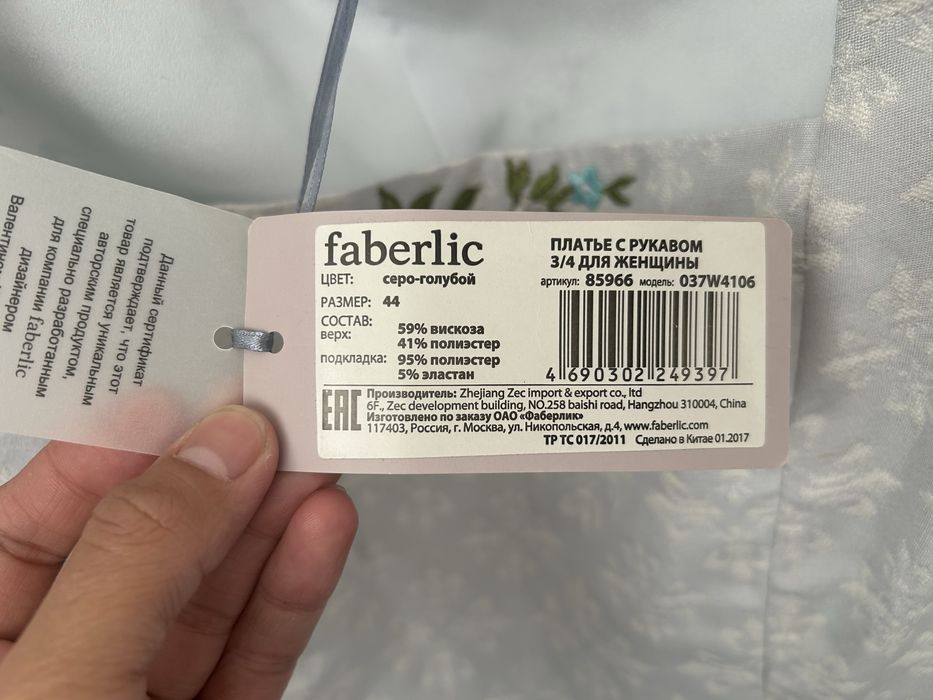 faberlic
ПЛАТЬЕ С РУКАВОМ
3/4 ДЛЯ ЖЕНЩИНЫ
ЦВЕТ: серо-голубой
артикул: 85966 модель: 037W4106
РАЗМЕР: 44
СОСТАВ:
верх: 59% вискоза
41% полиэстер
подкладка: 95% полиэстер
5% эластан
4 690302 249397
EAC
Производитель: Zhejiang Zec import & export co., ltd
6F., Zec development building, NO.258 baishi road, Hangzhou 310004, China
Изготовлено по заказу ОАО «Фаберлик»
117403, Россия, г. Москва, ул. Никопольская, д.4, www.faberlic.com
ТР ТС 017/2011 Сделано в Китае 01.2017
Данный сертификат
подтверждает, что этот
товар является уникальным
авторским продуктом,
специально разработанным
для компании faberlic
дизайнером